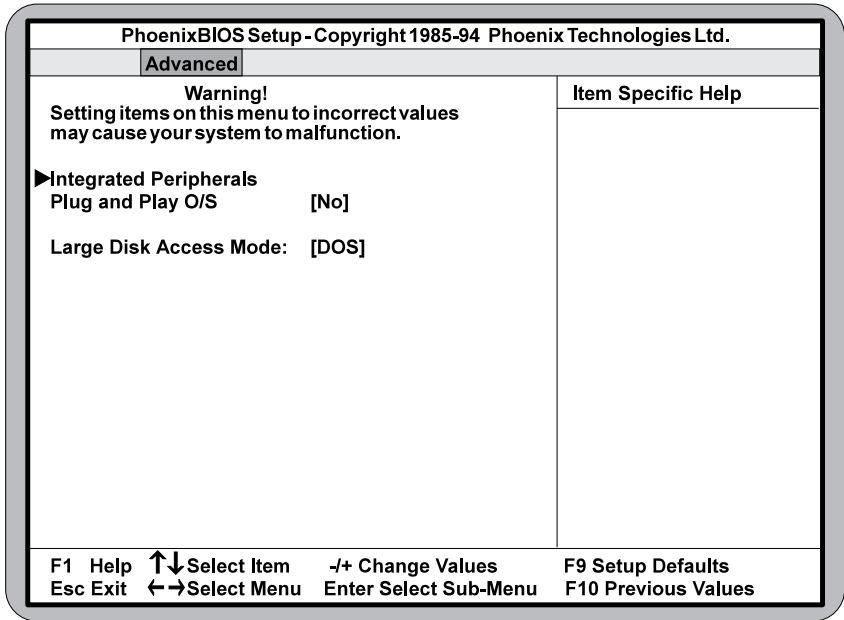 PhoenixBIOS Setup - Copyright 1985-94 Phoenix Technologies Ltd.
Advanced
Warning!
Setting items on this menu to incorrect values
may cause your system to malfunction.
Item Specific Help
▶Integrated Peripherals
Plug and Play O/S [No]
Large Disk Access Mode: [DOS]
F1 Help ↑↓Select Item -/+ Change Values F9 Setup Defaults
Esc Exit ←→Select Menu Enter Select Sub-Menu F10 Previous Values